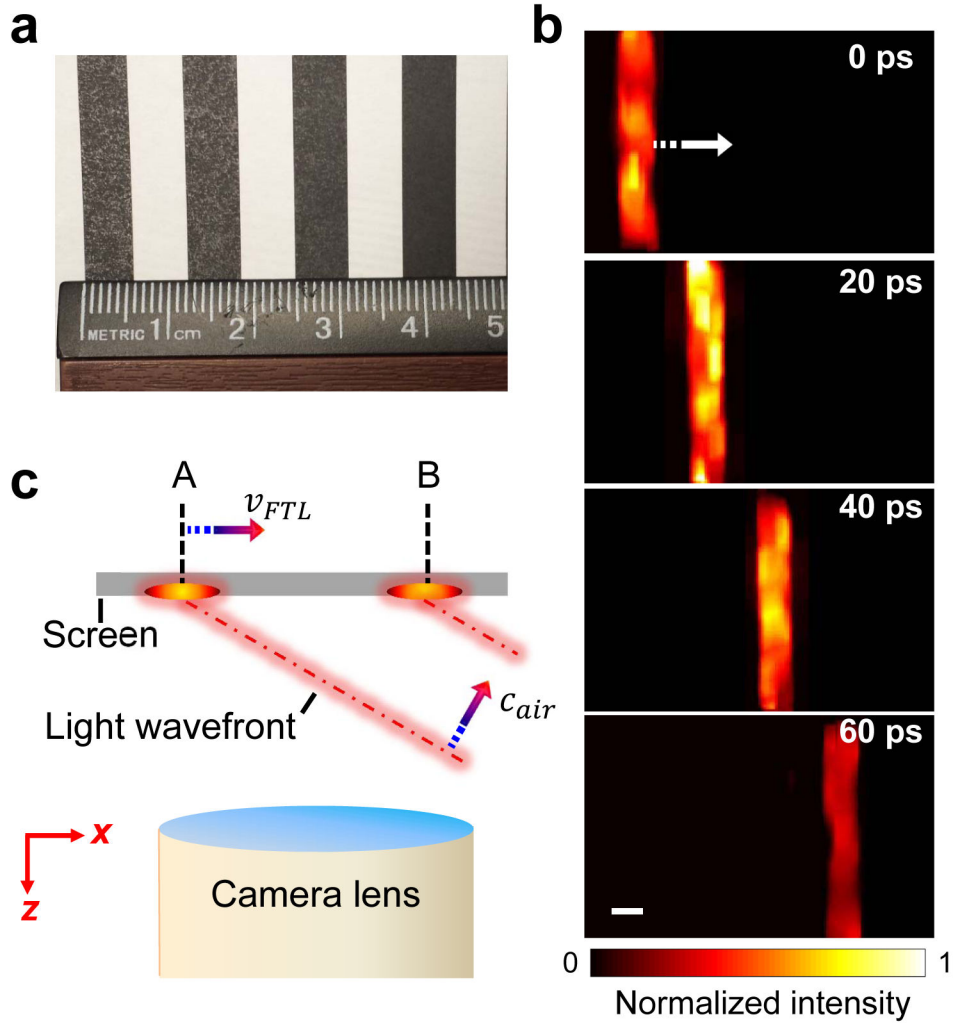 a
METRIC 1 cm 2 3 4 5
b
0 ps
20 ps
40 ps
60 ps
0 1
Normalized intensity
c
A B
v_FTL
Screen
c_air
Light wavefront
x
z
Camera lens